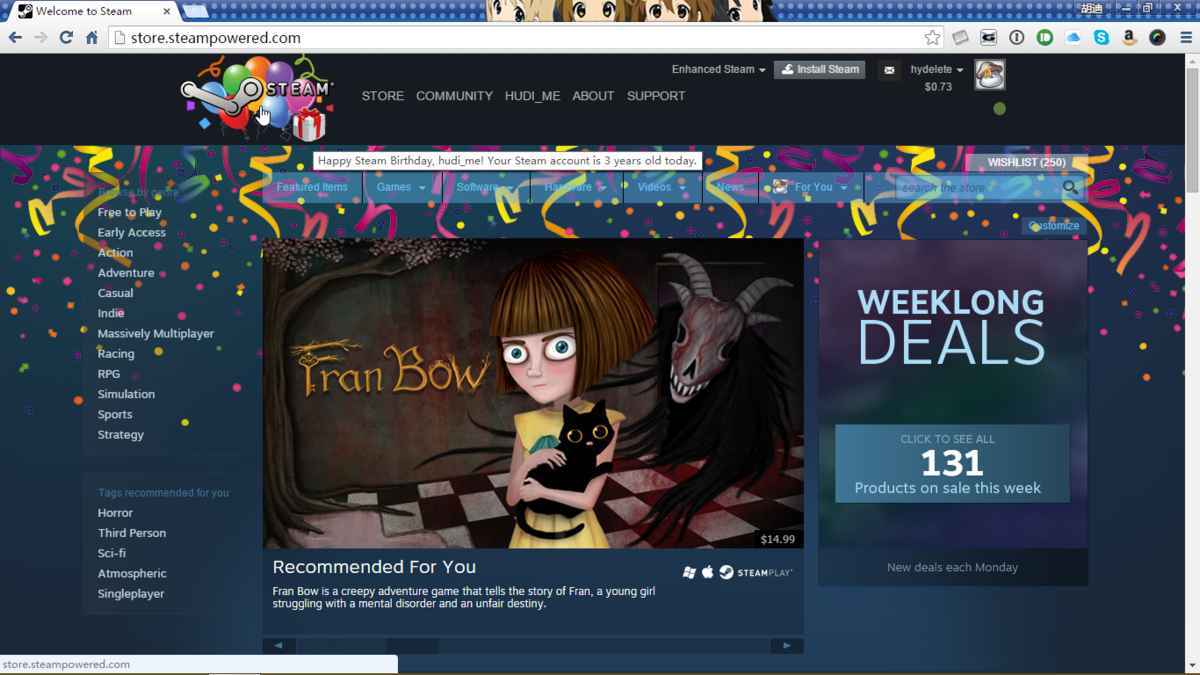 Welcome to Steam
胡迪
store.steampowered.com
STEAM
Enhanced Steam
Install Steam
hydelete
$0.73
STORE
COMMUNITY
HUDI_ME
ABOUT
SUPPORT
Happy Steam Birthday, hudi_me! Your Steam account is 3 years old today.
WISHLIST (250)
Featured Items
Games
Software
Hardware
Videos
News
For You
search the store
Customize
Browse by genre
Free to Play
Early Access
Action
Adventure
Casual
Indie
Massively Multiplayer
Racing
RPG
Simulation
Sports
Strategy
Tags recommended for you
Horror
Third Person
Sci-fi
Atmospheric
Singleplayer
Fran Bow
$14.99
Recommended For You
STEAMPLAY
Fran Bow is a creepy adventure game that tells the story of Fran, a young girl
struggling with a mental disorder and an unfair destiny.
WEEKLONG
DEALS
CLICK TO SEE ALL
131
Products on sale this week
New deals each Monday
store.steampowered.com